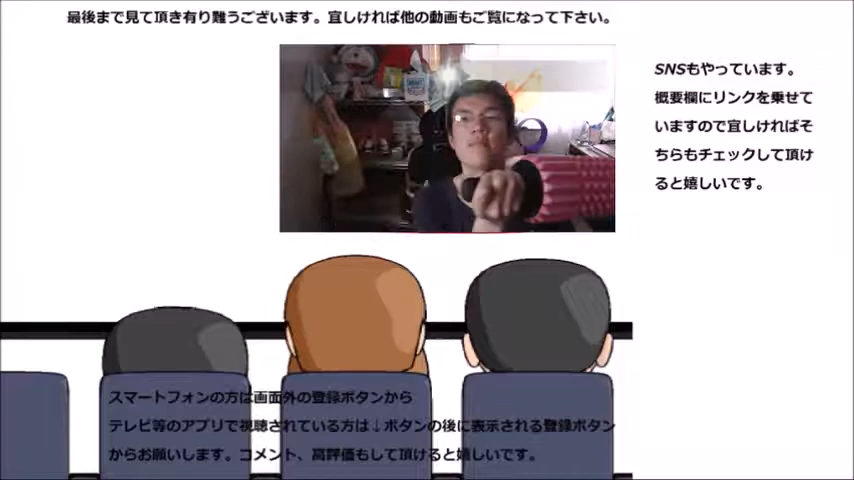 最後まで見て頂き有り難うございます。宜しければ他の動画もご覧になって下さい。
SNSもやっています。
概要欄にリンクを乗せて
いますので宜しければそ
ちらもチェックして頂け
ると嬉しいです。
スマートフォンの方は画面外の登録ボタンから
テレビ等のアプリで視聴されている方は↓ボタンの後に表示される登録ボタン
からお願いします。コメント、高評価もして頂けると嬉しいです。